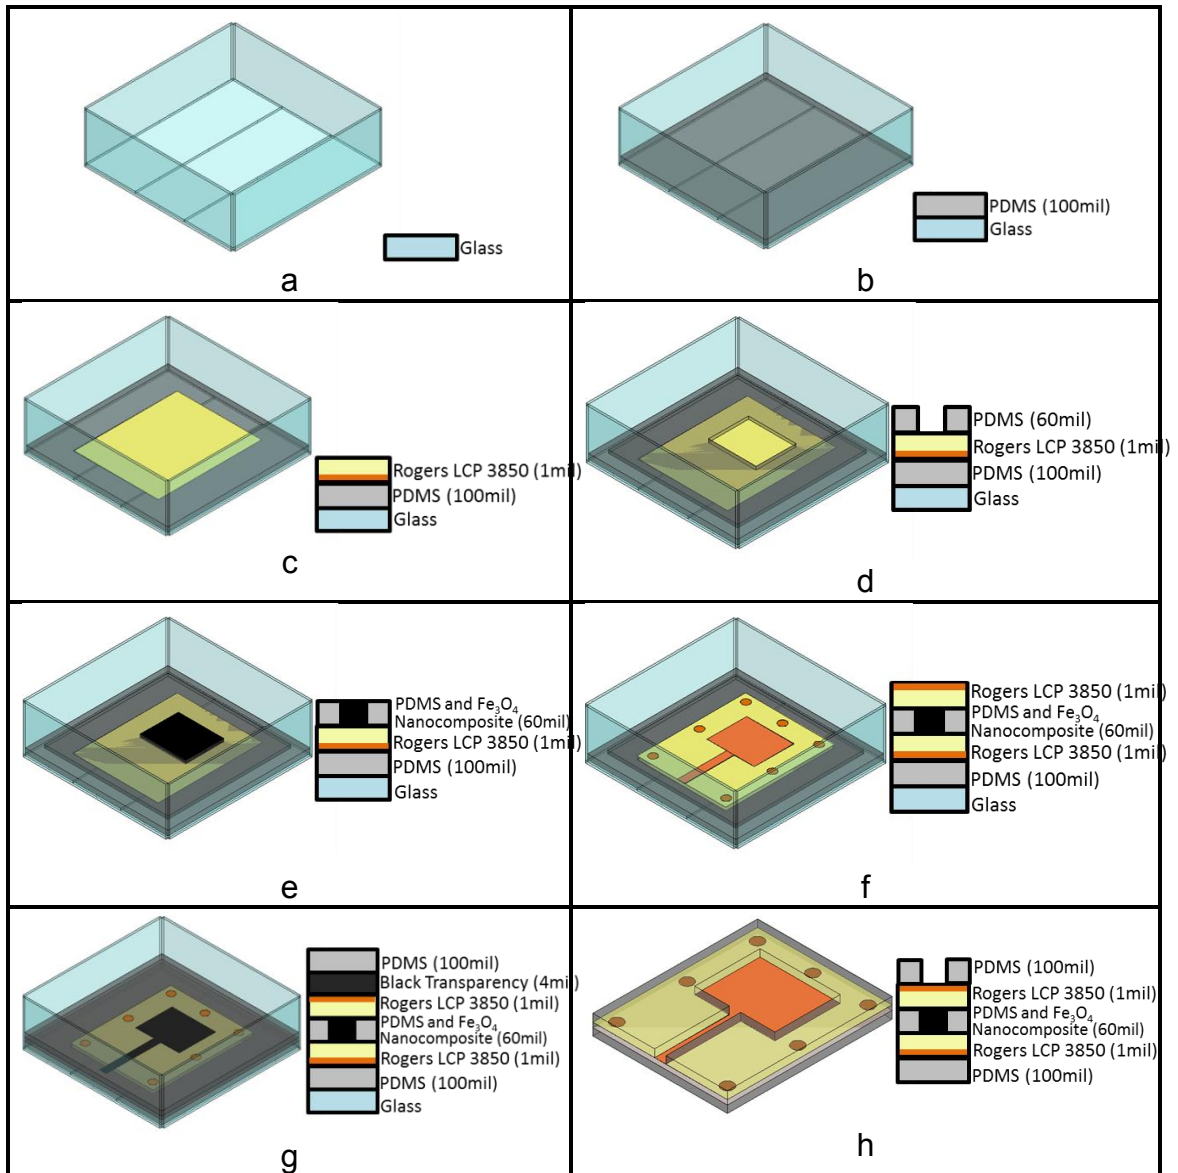 Glass
a
PDMS (100mil)
Glass
b
Rogers LCP 3850 (1mil)
PDMS (100mil)
Glass
c
PDMS (60mil)
Rogers LCP 3850 (1mil)
PDMS (100mil)
Glass
d
PDMS and Fe₃O₄
Nanocomposite (60mil)
Rogers LCP 3850 (1mil)
PDMS (100mil)
Glass
e
Rogers LCP 3850 (1mil)
PDMS and Fe₃O₄
Nanocomposite (60mil)
Rogers LCP 3850 (1mil)
PDMS (100mil)
Glass
f
PDMS (100mil)
Black Transparency (4mil)
Rogers LCP 3850 (1mil)
PDMS and Fe₃O₄
Nanocomposite (60mil)
Rogers LCP 3850 (1mil)
PDMS (100mil)
Glass
g
PDMS (100mil)
Rogers LCP 3850 (1mil)
PDMS and Fe₃O₄
Nanocomposite (60mil)
Rogers LCP 3850 (1mil)
PDMS (100mil)
h